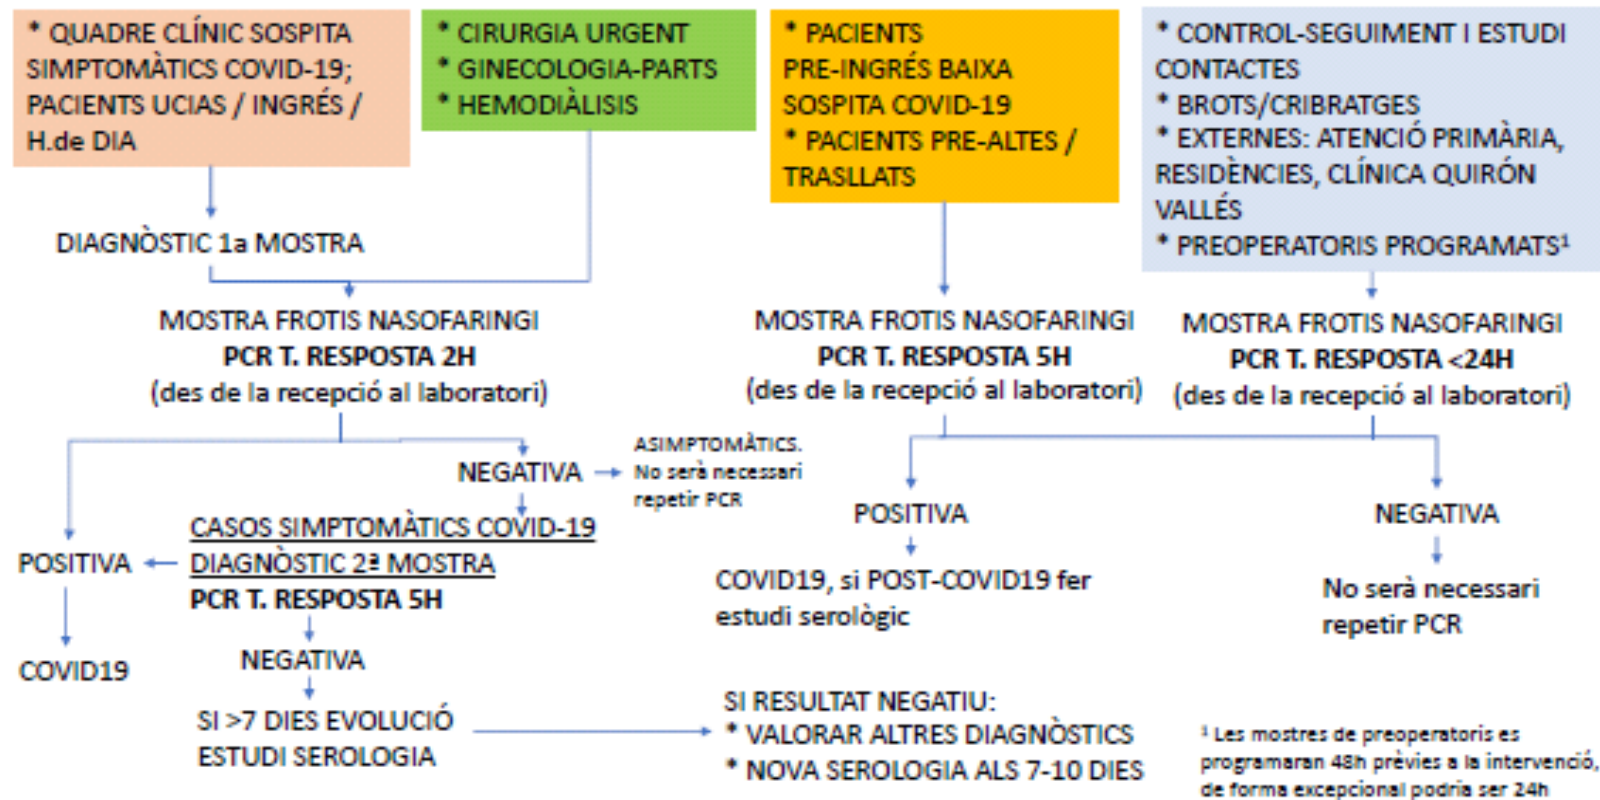 * QUADRE CLÍNIC SOSPITA
SIMPTOMÀTICS COVID-19;
PACIENTS UCIAS / INGRÉS /
H.de DIA
* CIRURGIA URGENT
* GINECOLOGIA-PARTS
* HEMODIÀLISIS
* PACIENTS
PRE-INGRÉS BAIXA
SOSPITA COVID-19
* PACIENTS PRE-ALTES /
TRASLLATS
* CONTROL-SEGUIMENT I ESTUDI
CONTACTES
* BROTS/CRIBRATGES
* EXTERNES: ATENCIÓ PRIMÀRIA,
RESIDÈNCIES, CLÍNICA QUIRÓN
VALLÉS
* PREOPERATORIS PROGRAMATS¹
DIAGNÒSTIC 1a MOSTRA
MOSTRA FROTIS NASOFARINGI
PCR T. RESPOSTA 2H
(des de la recepció al laboratori)
MOSTRA FROTIS NASOFARINGI
PCR T. RESPOSTA 5H
(des de la recepció al laboratori)
MOSTRA FROTIS NASOFARINGI
PCR T. RESPOSTA <24H
(des de la recepció al laboratori)
NEGATIVA
ASIMPTOMÀTICS.
No serà necessari
repetir PCR
CASOS SIMPTOMÀTICS COVID-19
DIAGNÒSTIC 2ª MOSTRA
PCR T. RESPOSTA 5H
POSITIVA
COVID19
NEGATIVA
SI >7 DIES EVOLUCIÓ
ESTUDI SEROLOGIA
POSITIVA
COVID19, si POST-COVID19 fer
estudi serològic
NEGATIVA
No serà necessari
repetir PCR
SI RESULTAT NEGATIU:
* VALORAR ALTRES DIAGNÒSTICS
* NOVA SEROLOGIA ALS 7-10 DIES
¹ Les mostres de preoperatoris es
programaran 48h prèvies a la intervenció,
de forma excepcional podria ser 24h